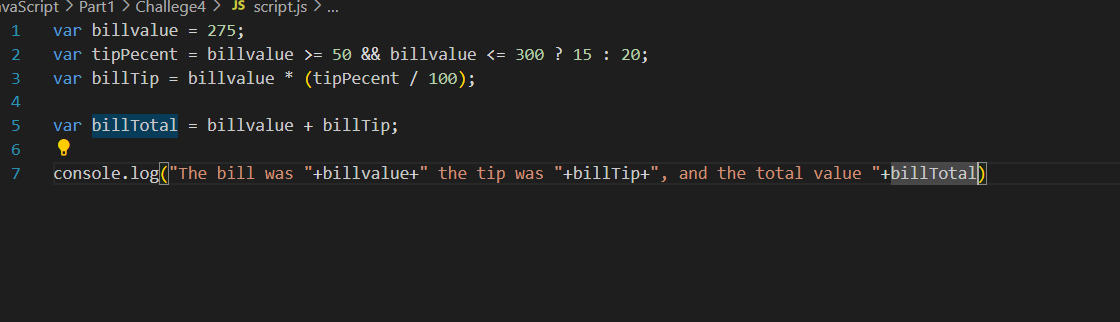 avaScript > Part1 > Challege4 > JS script.js > ...
1 var billvalue = 275;
2 var tipPecent = billvalue >= 50 && billvalue <= 300 ? 15 : 20;
3 var billTip = billvalue * (tipPecent / 100);
4
5 var billTotal = billvalue + billTip;
6
7 console.log("The bill was "+billvalue+" the tip was "+billTip+", and the total value "+billTotal)